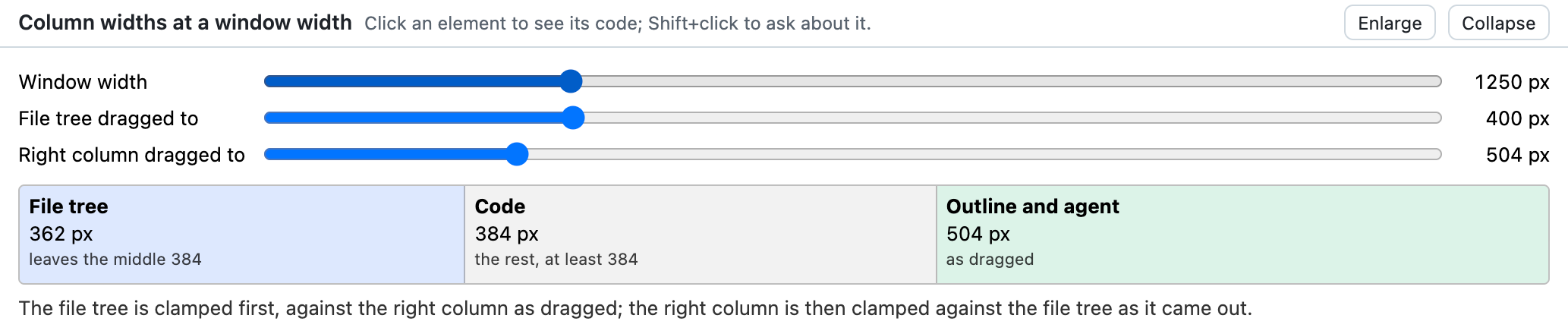 Column widths at a window width Click an element to see its code; Shift+click to ask about it. Enlarge Collapse
Window width 1250 px
File tree dragged to 400 px
Right column dragged to 504 px
File tree Code Outline and agent
362 px 384 px 504 px
leaves the middle 384 the rest, at least 384 as dragged
The file tree is clamped first, against the right column as dragged; the right column is then clamped against the file tree as it came out.